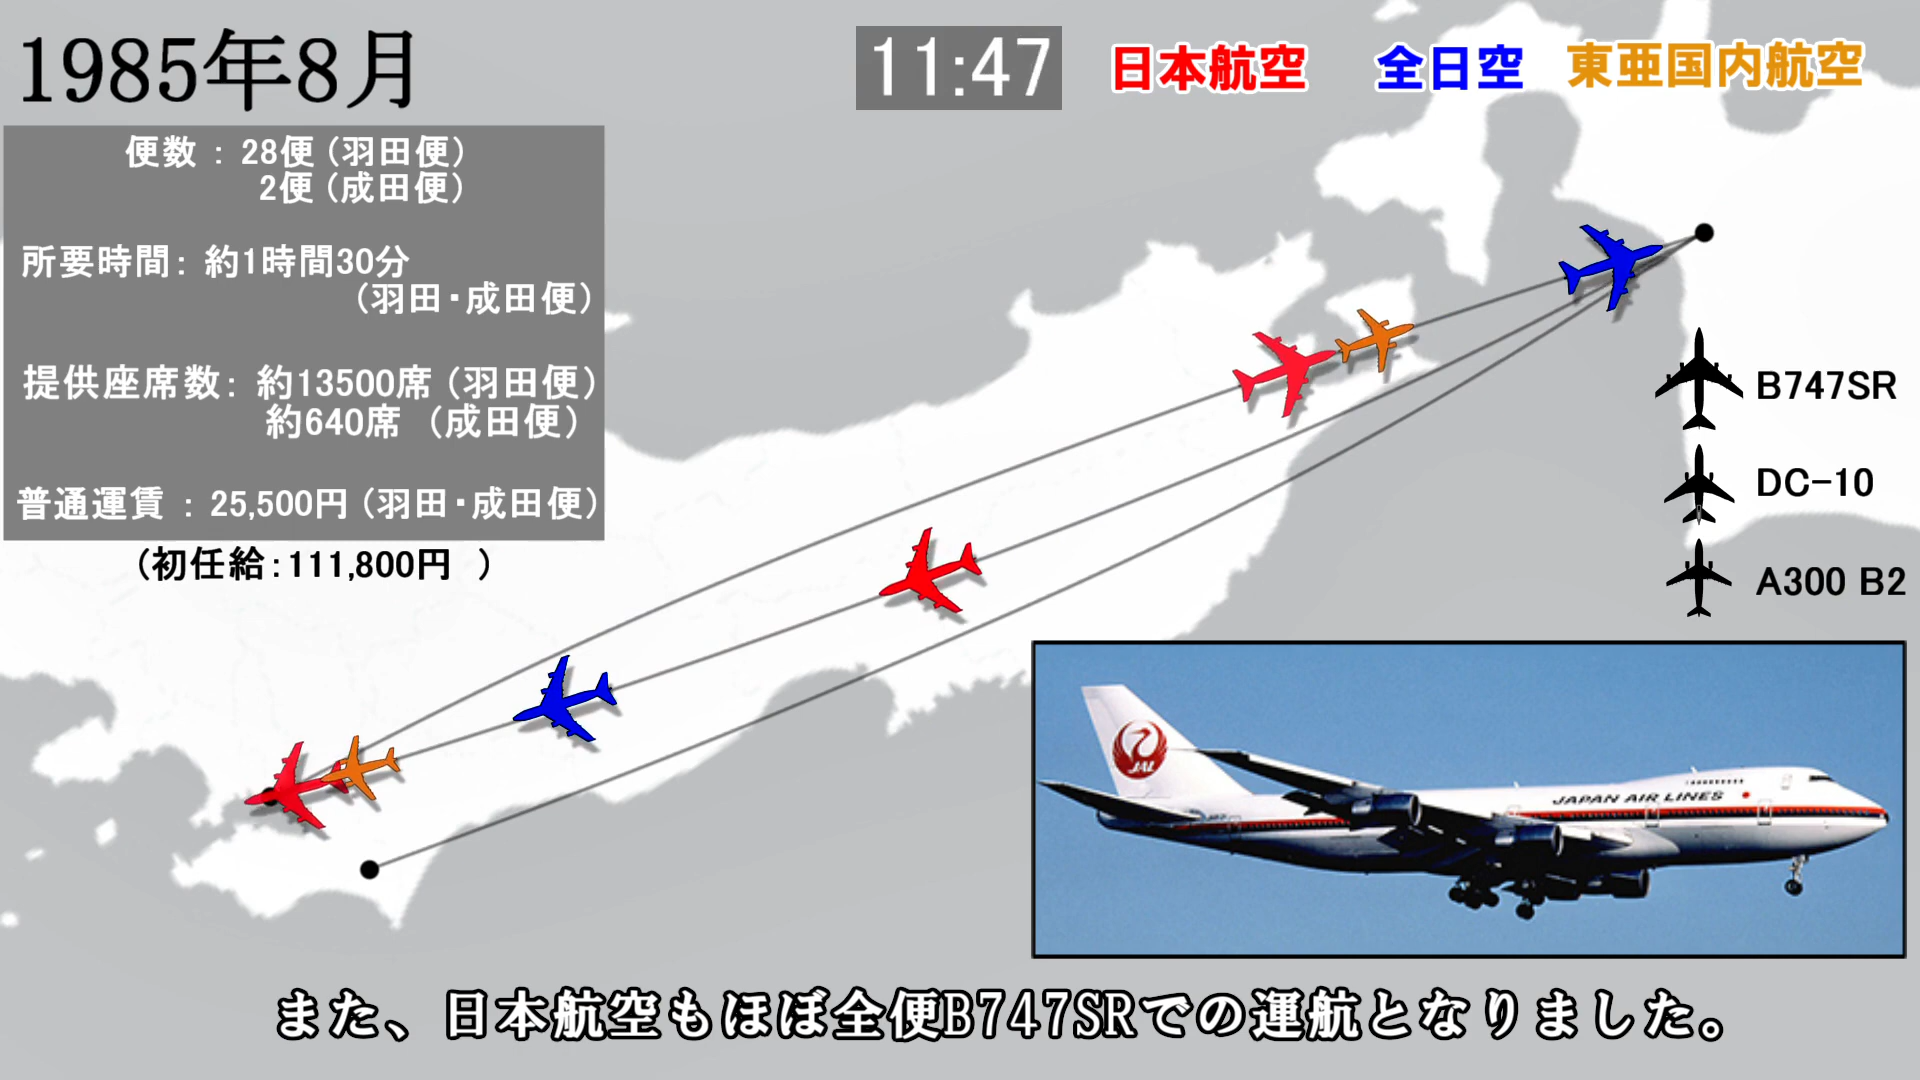 1985年8月
11:47
日本航空 全日空 東亜国内航空
便数 : 28便(羽田便)
2便(成田便)
所要時間: 約1時間30分
(羽田・成田便)
提供座席数: 約13500席(羽田便)
約640席 (成田便)
普通運賃 : 25,500円(羽田・成田便)
(初任給:111,800円 )
B747SR
DC-10
A300 B2
JAL
JAPAN AIR LINES
また、日本航空もほぼ全便B747SRでの運航となりました。